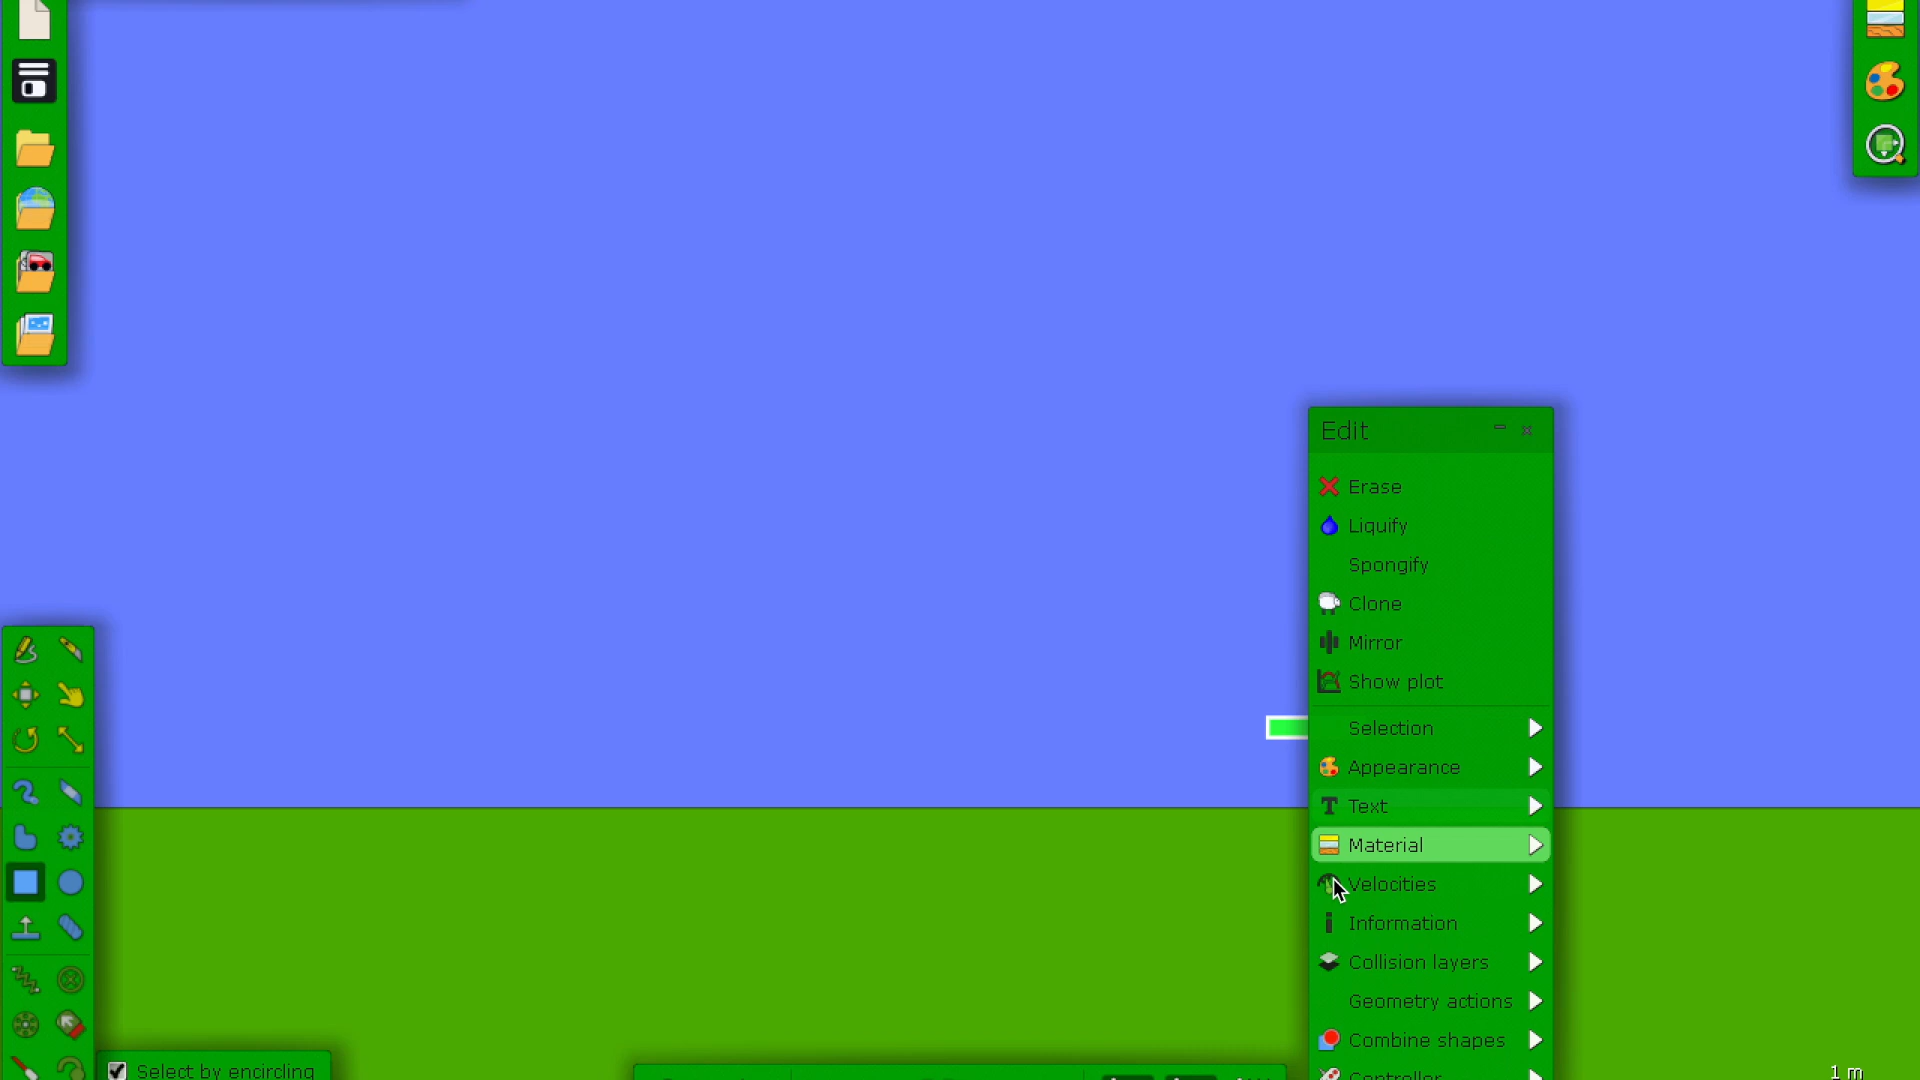 Edit
Erase
Liquify
Spongify
Clone
Mirror
Show plot
Selection
Appearance
Text
Material
Velocities
Information
Collision layers
Geometry actions
Combine shapes
Controller
Select by encircling
1 m